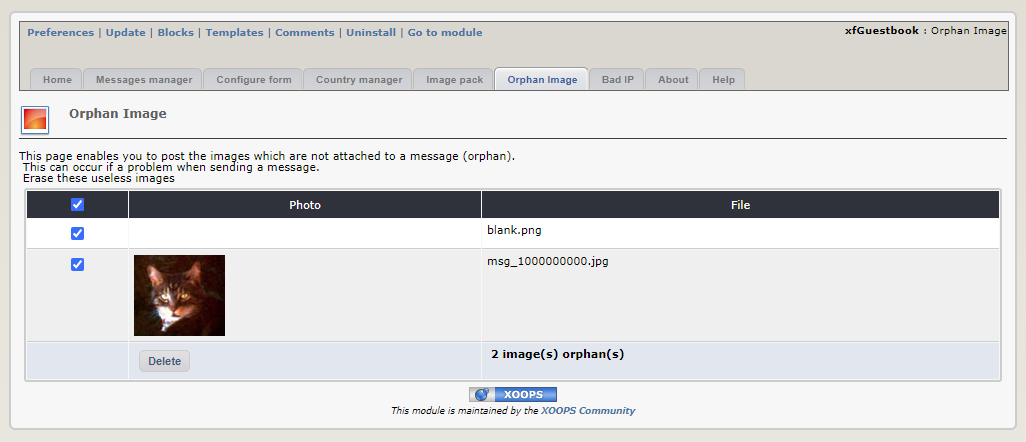 Preferences | Update | Blocks | Templates | Comments | Uninstall | Go to module
xfGuestbook : Orphan Image
Home Messages manager Configure form Country manager Image pack Orphan Image Bad IP About Help
Orphan Image
This page enables you to post the images which are not attached to a message (orphan).
This can occur if a problem when sending a message.
Erase these useless images
Photo File
blank.png
msg_1000000000.jpg
Delete 2 image(s) orphan(s)
XOOPS
This module is maintained by the XOOPS Community